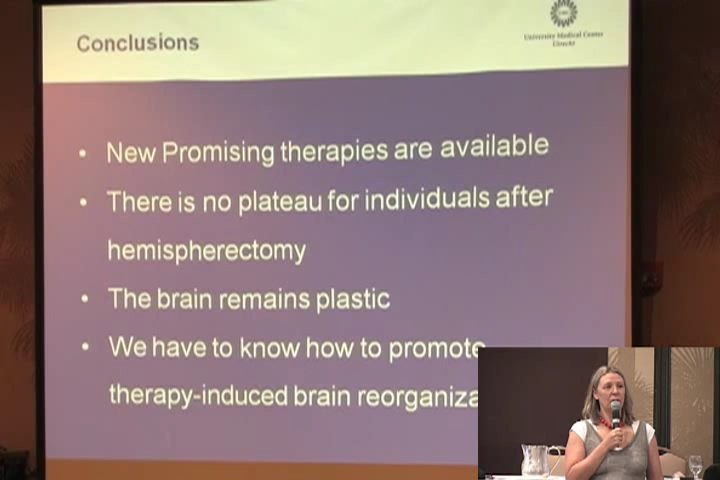 Conclusions
University Medical Center
Utrecht
• New Promising therapies are available
• There is no plateau for individuals after
hemispherectomy
• The brain remains plastic
• We have to know how to promote
therapy-induced brain reorganiza